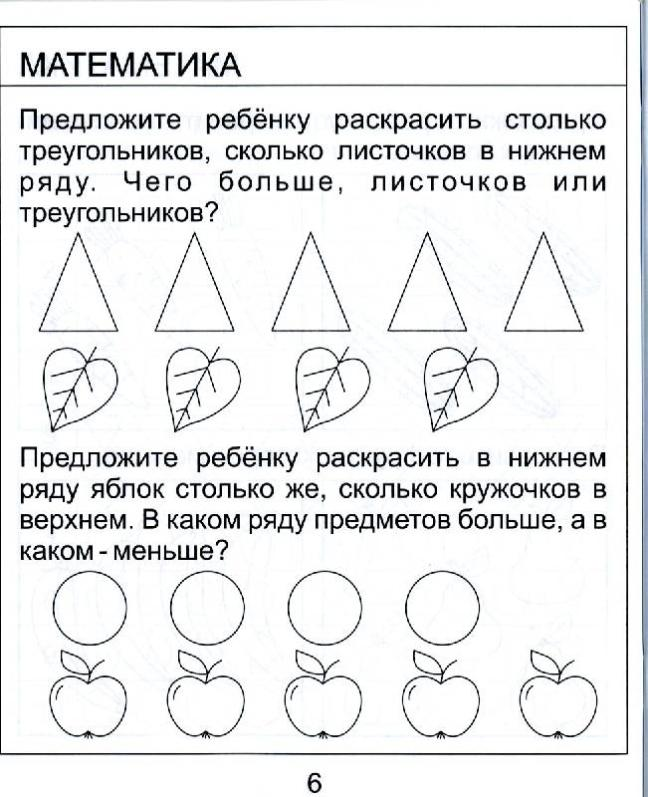 МАТЕМАТИКА
Предложите ребёнку раскрасить столько
треугольников, сколько листочков в нижнем
ряду. Чего больше, листочков или
треугольников?
Предложите ребёнку раскрасить в нижнем
ряду яблок столько же, сколько кружочков в
верхнем. В каком ряду предметов больше, а в
каком - меньше?
6